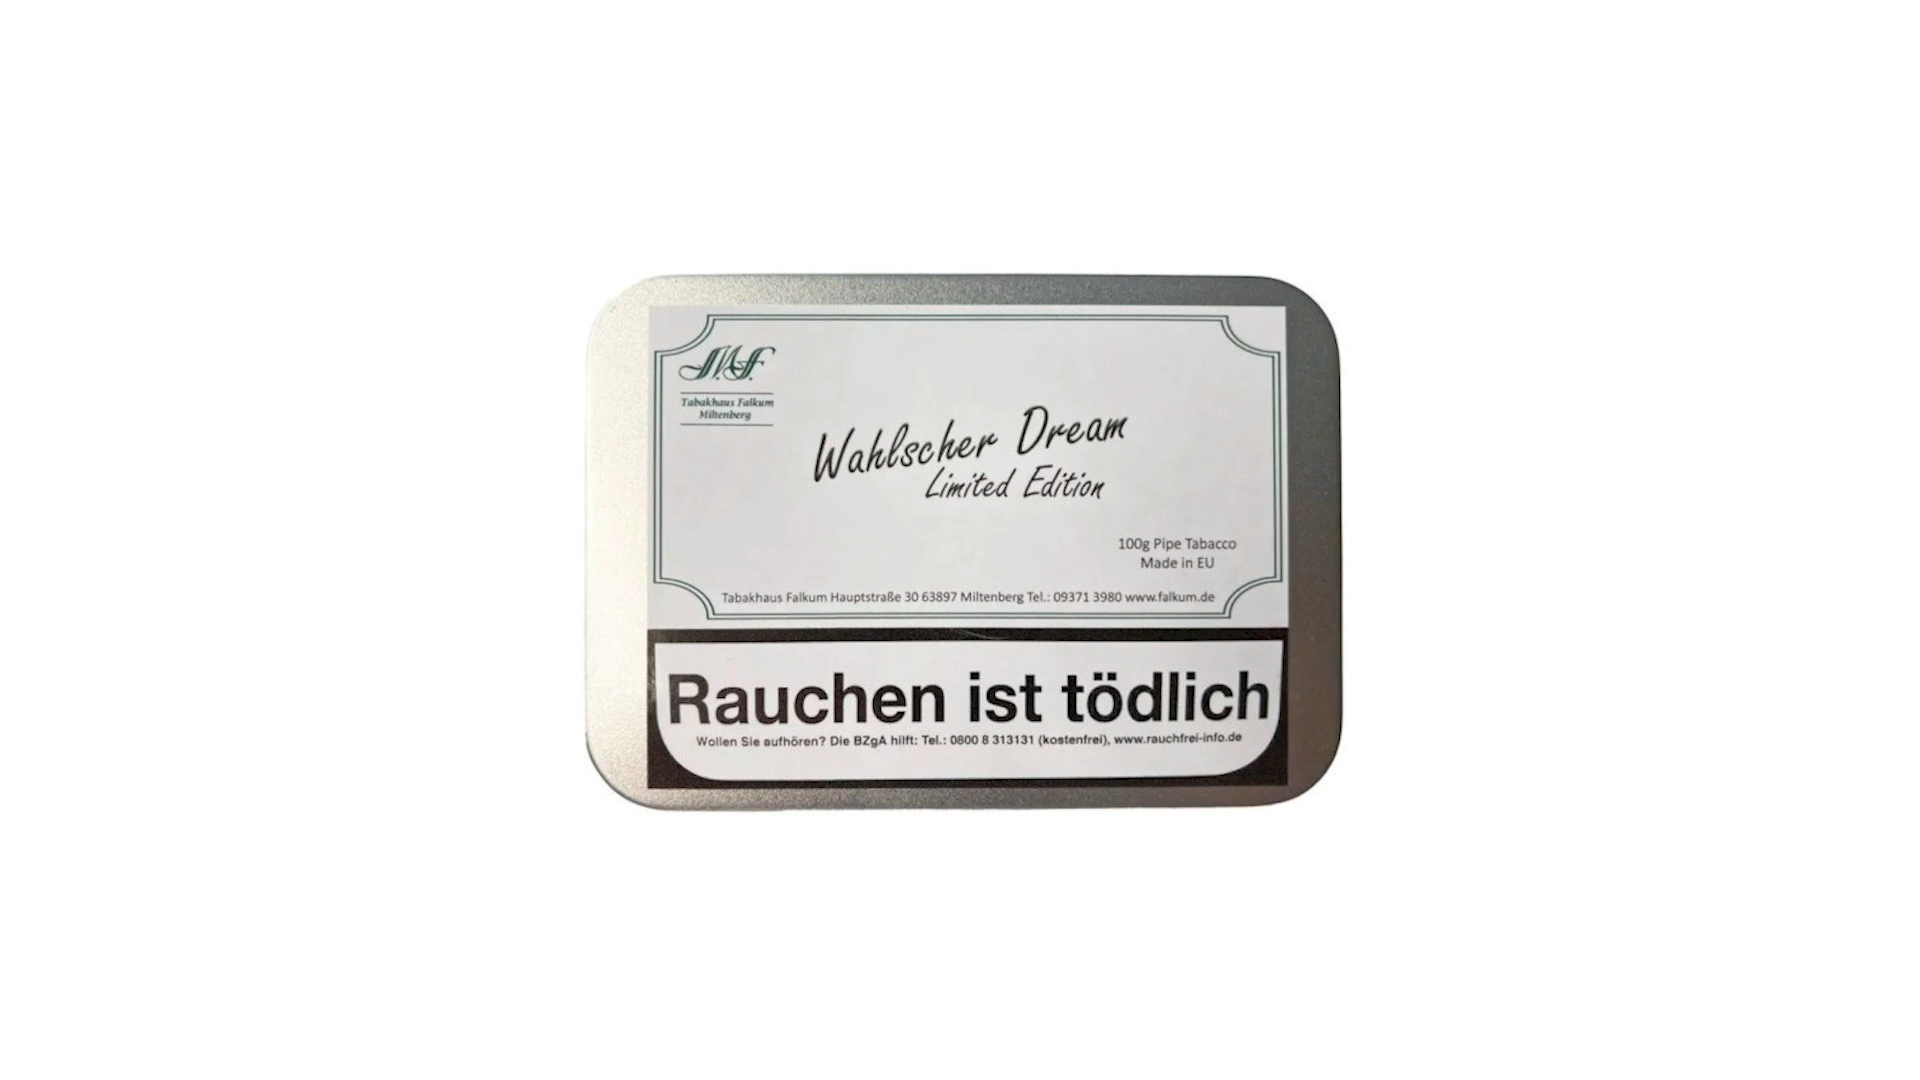 Tabakhaus Falkum
Miltenberg
Wahlscher Dream
Limited Edition
100g Pipe Tabacco
Made in EU
Tabakhaus Falkum Hauptstraße 30 63897 Miltenberg Tel.: 09371 3980 www.falkum.de
Rauchen ist tödlich
Wollen Sie aufhören? Die BZgA hilft: Tel.: 0800 8 313131 (kostenfrei), www.rauchfrei-info.de